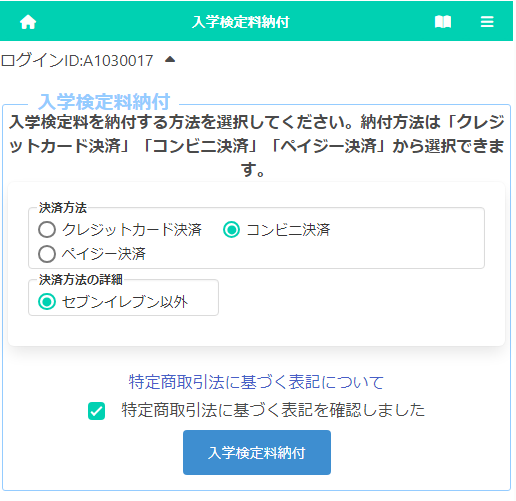 入学検定料納付
ログインID:A1030017
入学検定料納付
入学検定料を納付する方法を選択してください。納付方法は「クレジ
ットカード決済」「コンビニ決済」「ペイジー決済」から選択できま
す。
決済方法
クレジットカード決済 コンビニ決済
ペイジー決済
決済方法の詳細
セブンイレブン以外
特定商取引法に基づく表記について
特定商取引法に基づく表記を確認しました
入学検定料納付